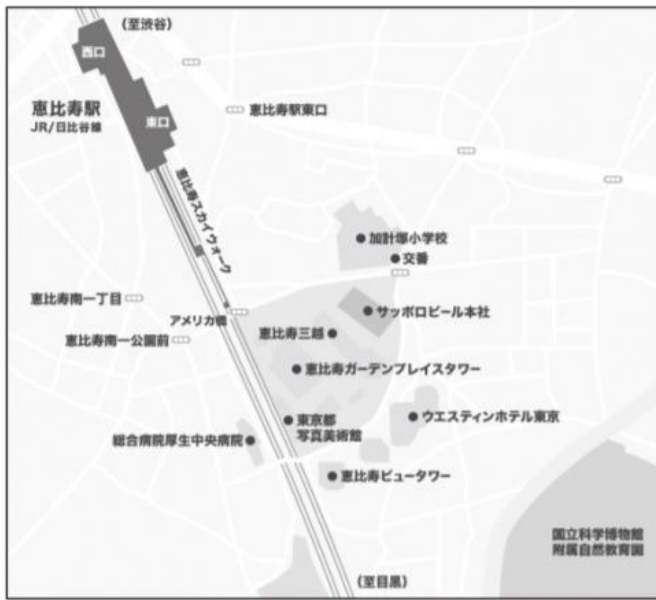 (至渋谷)
西口
恵比寿駅
JR/日比谷線
東口
恵比寿駅東口
恵比寿スカイウォーク
加計塚小学校
交番
恵比寿南一丁目
アメリカ橋
サッポロビール本社
恵比寿南一公園前
恵比寿三越
恵比寿ガーデンプレイスタワー
東京都
写真美術館
ウエスティンホテル東京
総合病院厚生中央病院
恵比寿ビュータワー
国立科学博物館
附属自然教育園
(至目黒)